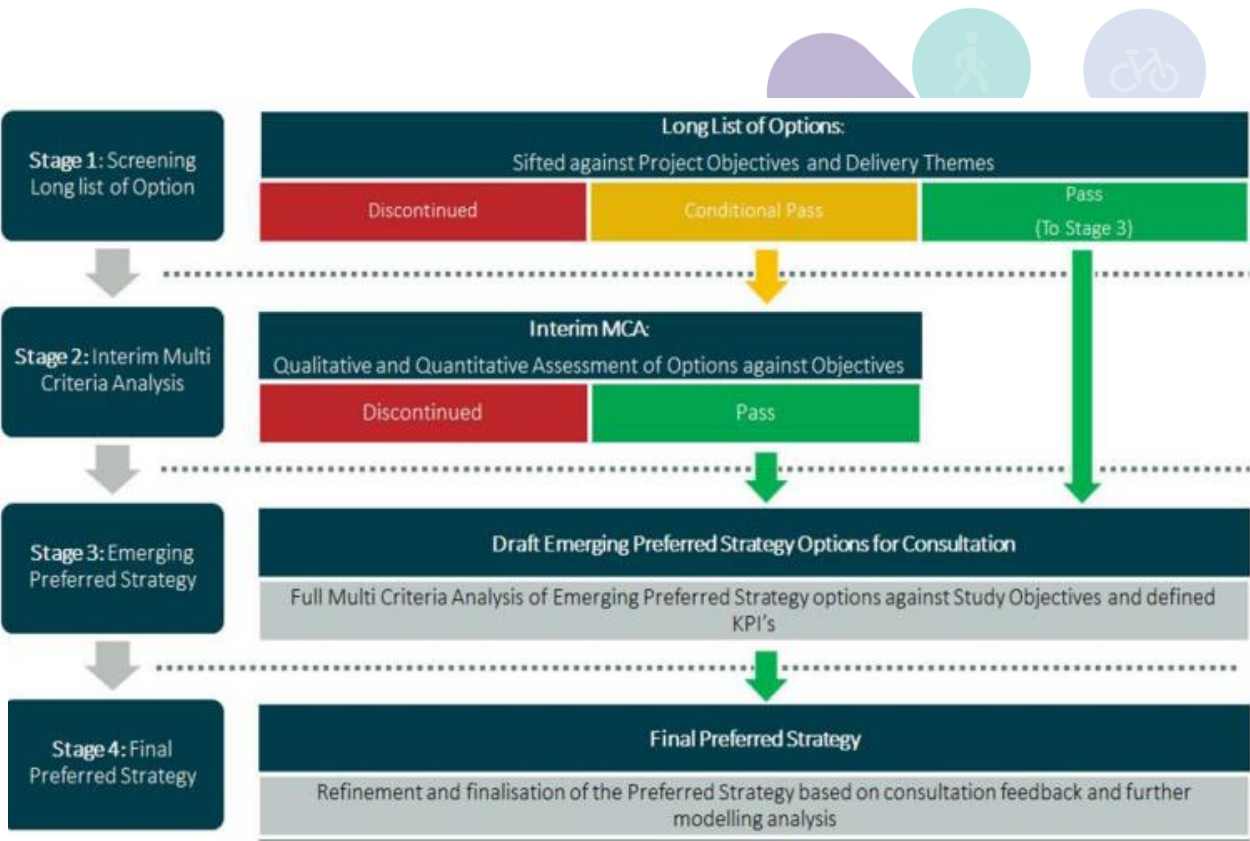 Stage 1: Screening
Long list of Option
Long List of Options:
Sifted against Project Objectives and Delivery Themes
Discontinued
Conditional Pass
Pass
(To Stage 3)
Stage 2: Interim Multi
Criteria Analysis
Interim MCA:
Qualitative and Quantitative Assessment of Options against Objectives
Discontinued
Pass
Stage 3: Emerging
Preferred Strategy
Draft Emerging Preferred Strategy Options for Consultation
Full Multi Criteria Analysis of Emerging Preferred Strategy options against Study Objectives and defined
KPI's
Stage 4: Final
Preferred Strategy
Final Preferred Strategy
Refinement and finalisation of the Preferred Strategy based on consultation feedback and further
modelling analysis